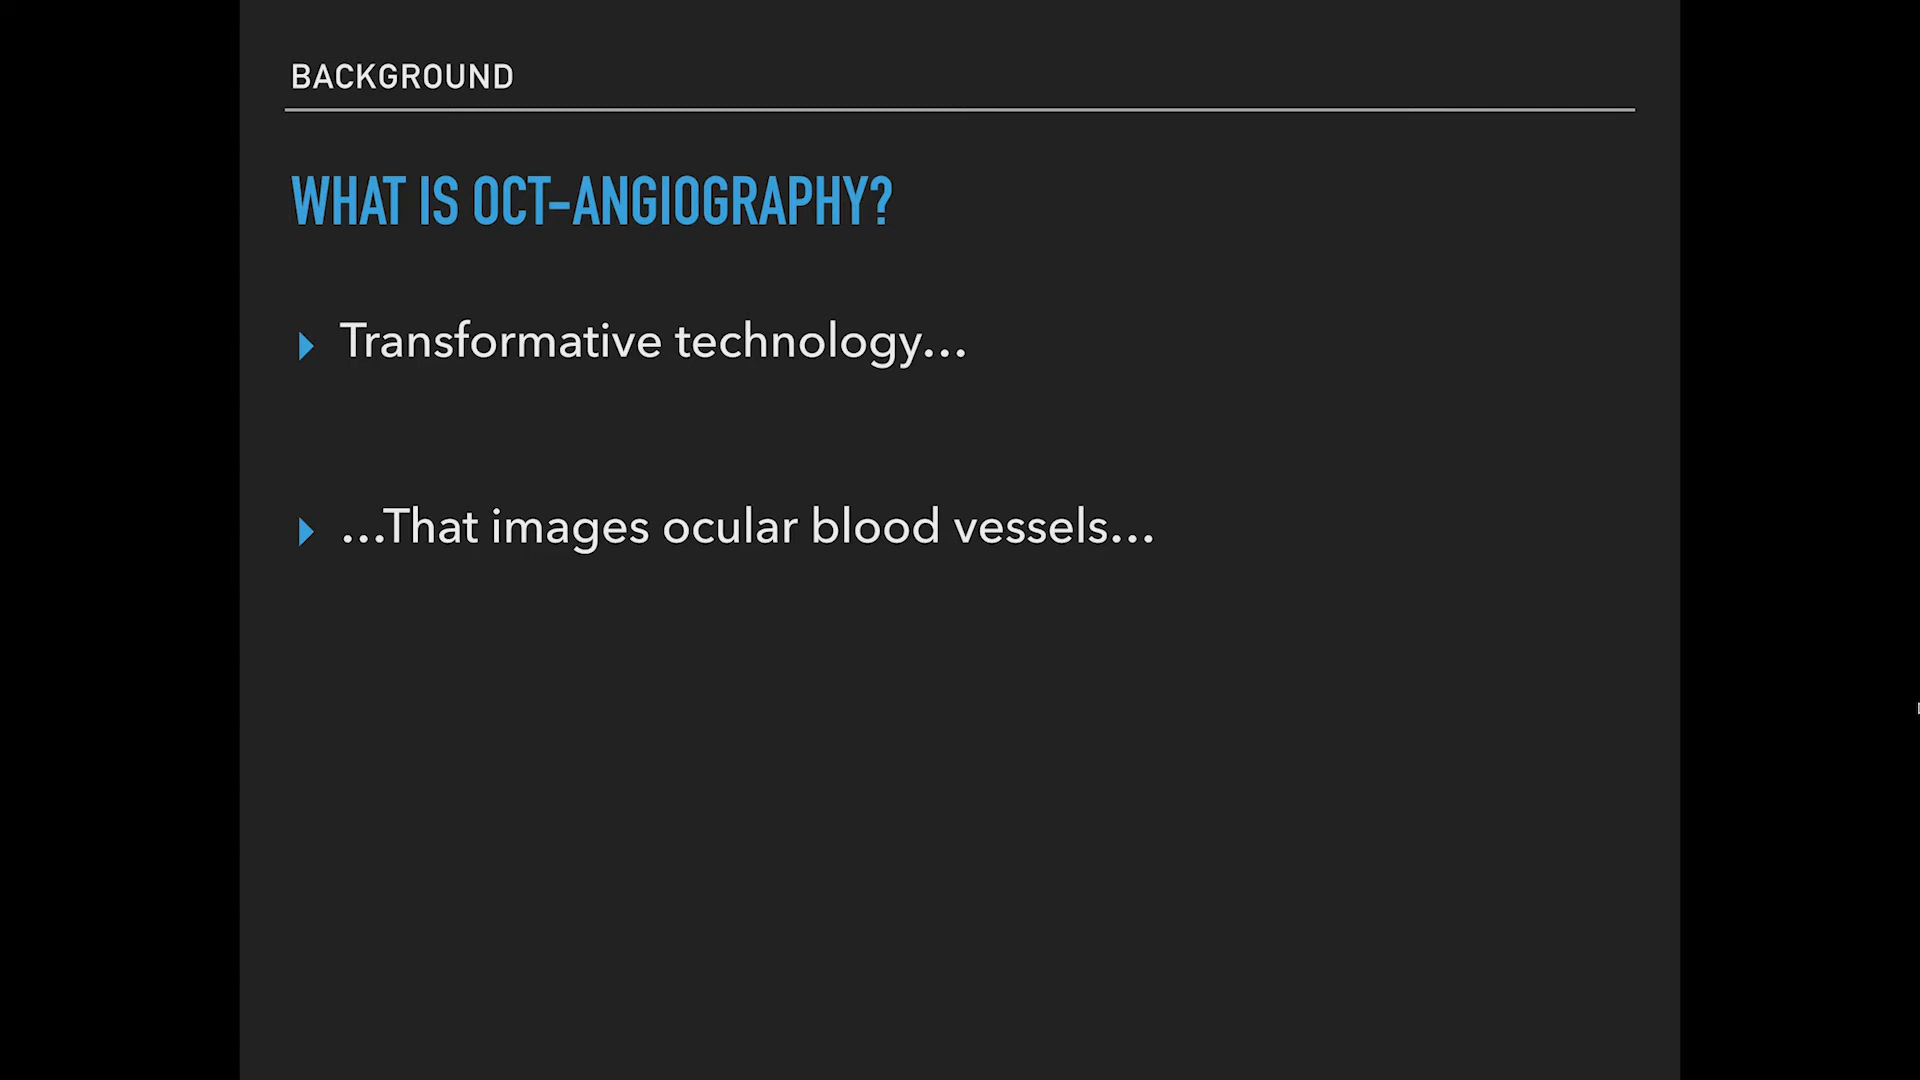 BACKGROUND
WHAT IS OCT-ANGIOGRAPHY?
Transformative technology…
…That images ocular blood vessels…